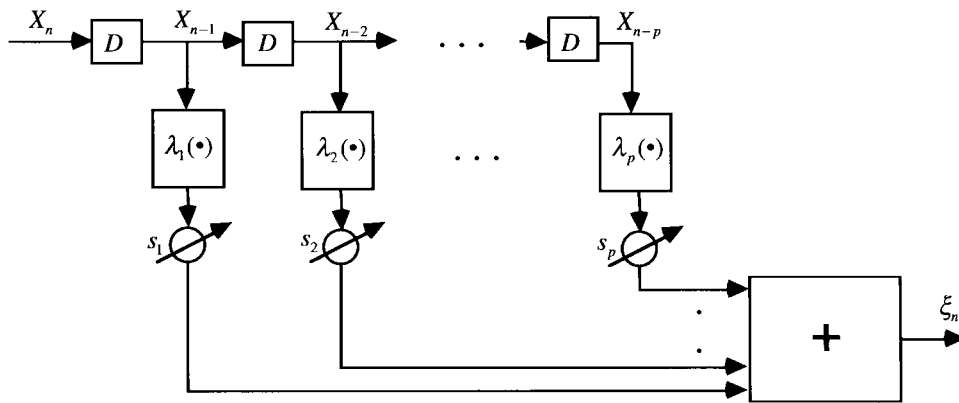 X_n D X_{n-1} D X_{n-2} . . . D X_{n-p}
λ_1(•) λ_2(•) . . . λ_p(•)
s_1 s_2 s_p
. . + ξ_n